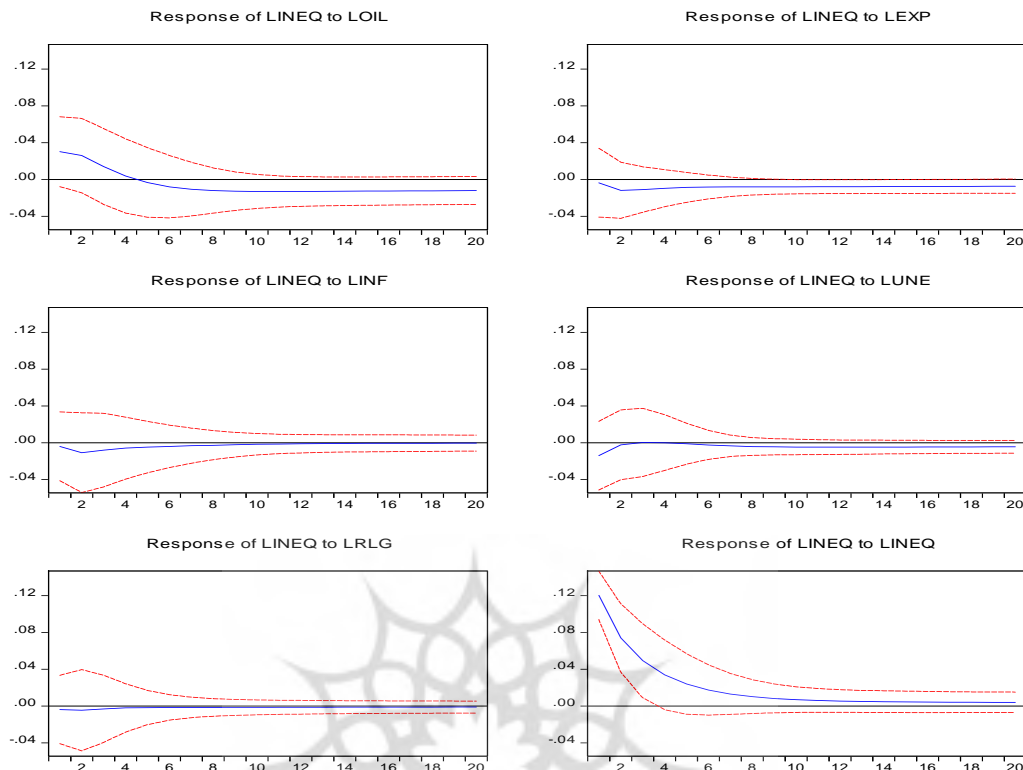 Response of LINEQ to LOIL
.12
.08
.04
.00
-.04
2 4 6 8 10 12 14 16 18 20
Response of LINEQ to LEXP
.12
.08
.04
.00
-.04
2 4 6 8 10 12 14 16 18 20
Response of LINEQ to LINF
.12
.08
.04
.00
-.04
2 4 6 8 10 12 14 16 18 20
Response of LINEQ to LUNE
.12
.08
.04
.00
-.04
2 4 6 8 10 12 14 16 18 20
Response of LINEQ to LRLG
.12
.08
.04
.00
-.04
2 4 6 8 10 12 14 16 18 20
Response of LINEQ to LINEQ
.12
.08
.04
.00
-.04
2 4 6 8 10 12 14 16 18 20